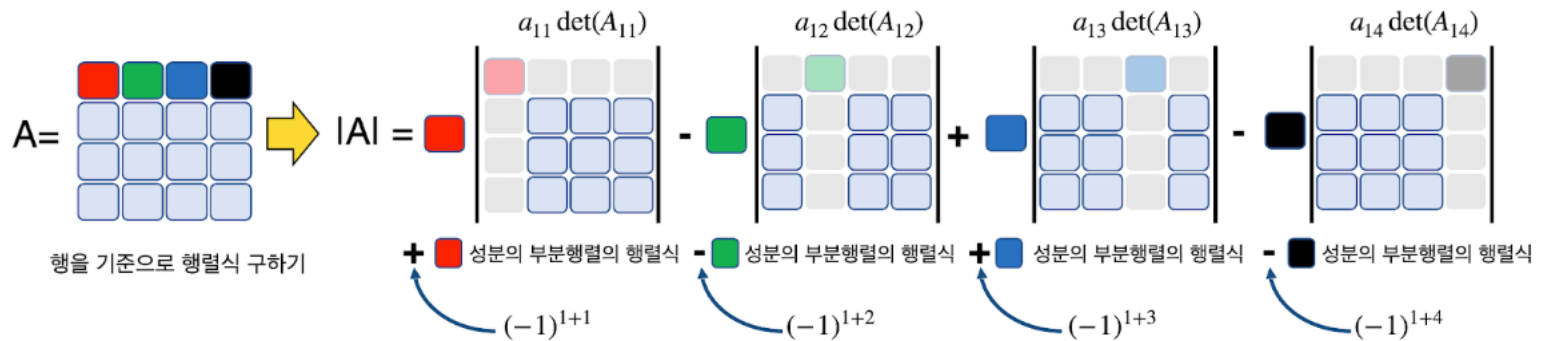 a₁₁ det(A₁₁)
a₁₂ det(A₁₂)
a₁₃ det(A₁₃)
a₁₄ det(A₁₄)
A=
|A| =
-
+
-
행을 기준으로 행렬식 구하기
+ 성분의 부분행렬의 행렬식
- 성분의 부분행렬의 행렬식
+ 성분의 부분행렬의 행렬식
- 성분의 부분행렬의 행렬식
(−1)¹⁺¹
(−1)¹⁺²
(−1)¹⁺³
(−1)¹⁺⁴